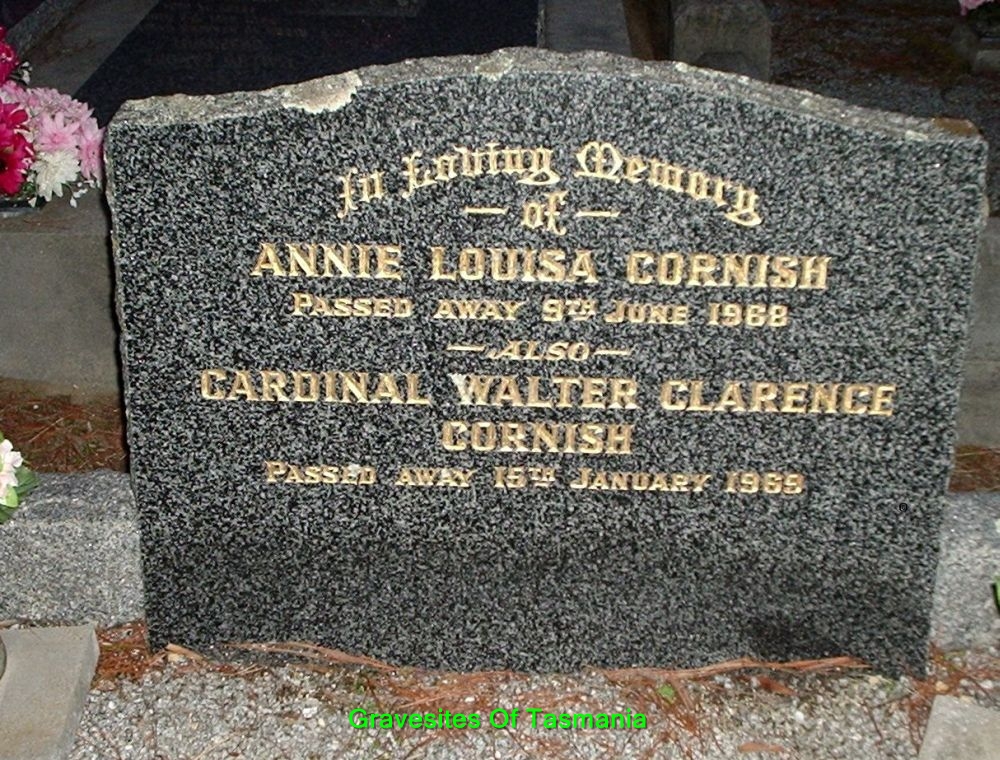 In Loving Memory
— of —
ANNIE LOUISA CORNISH
PASSED AWAY 9TH JUNE 1968
— ALSO —
CARDINAL WALTER CLARENCE
CORNISH
PASSED AWAY 15TH JANUARY 1969
®
Gravesites Of Tasmania